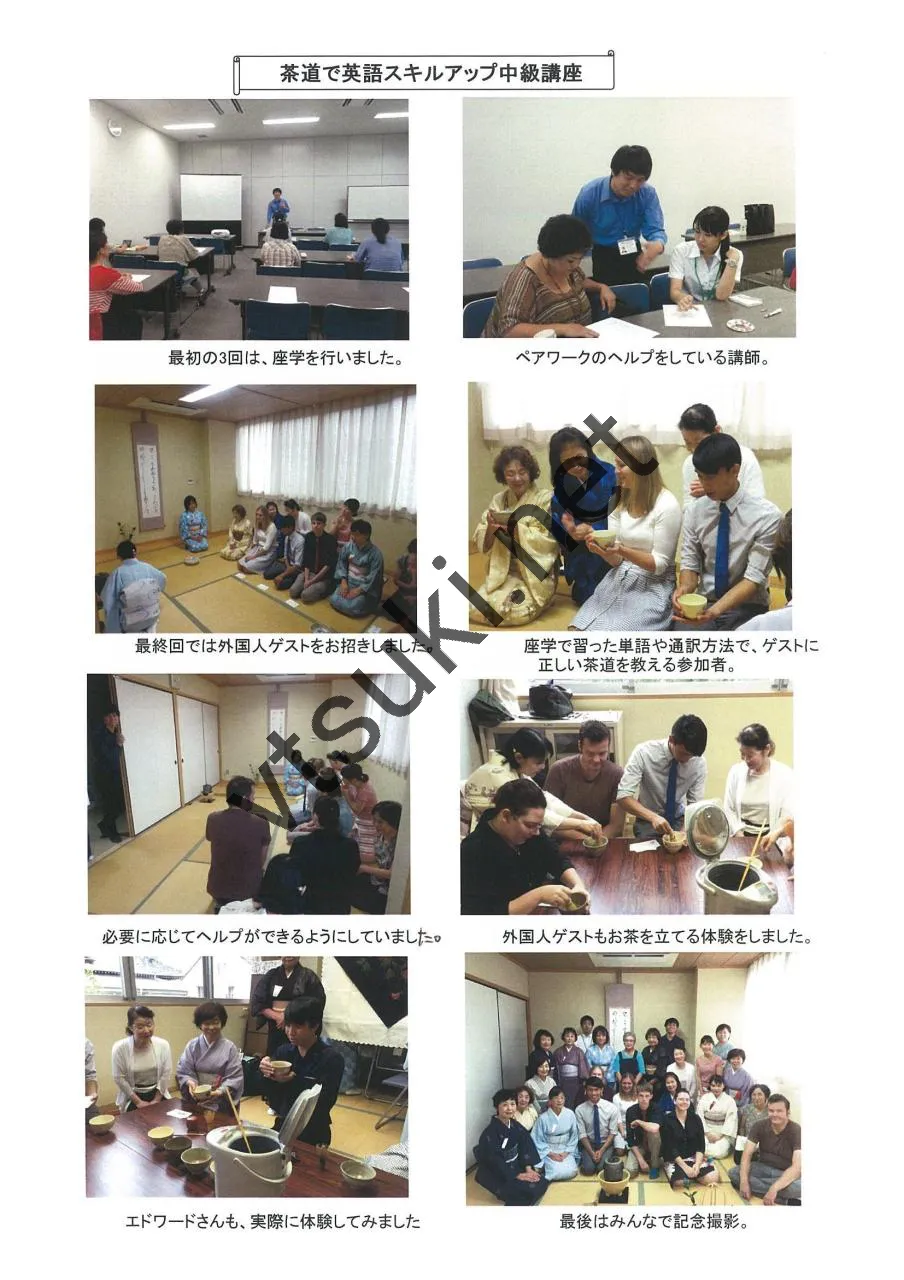 茶道で英語スキルアップ中級講座
最初の3回は、座学を行いました。
ペアワークのヘルプをしている講師。
最終回では外国人ゲストをお招きしました。
座学で習った単語や通訳方法で、ゲストに
正しい茶道を教える参加者。
必要に応じてヘルプができるようにしていました。
外国人ゲストもお茶を立てる体験をしました。
エドワードさんも、実際に体験してみました
最後はみんなで記念撮影。
vtsuki.net